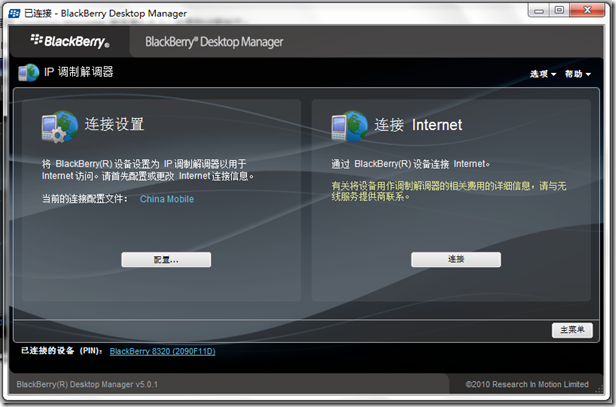 已连接 - BlackBerry Desktop Manager
BlackBerry®
BlackBerry® Desktop Manager
IP 调制解调器
选项 帮助
连接设置
将 BlackBerry(R) 设备设置为 IP 调制解调器以用于
Internet 访问。请首先配置或更改 Internet 连接信息。
当前的连接配置文件: China Mobile
配置...
连接 Internet
通过 BlackBerry(R) 设备连接 Internet。
有关将设备用作调制解调器的相关费用的详细信息，请与无
线服务提供商联系。
连接
主菜单
已连接的设备 (PIN): BlackBerry 8320 (2090F11D)
BlackBerry(R) Desktop Manager v5.0.1
©2010 Research In Motion Limited